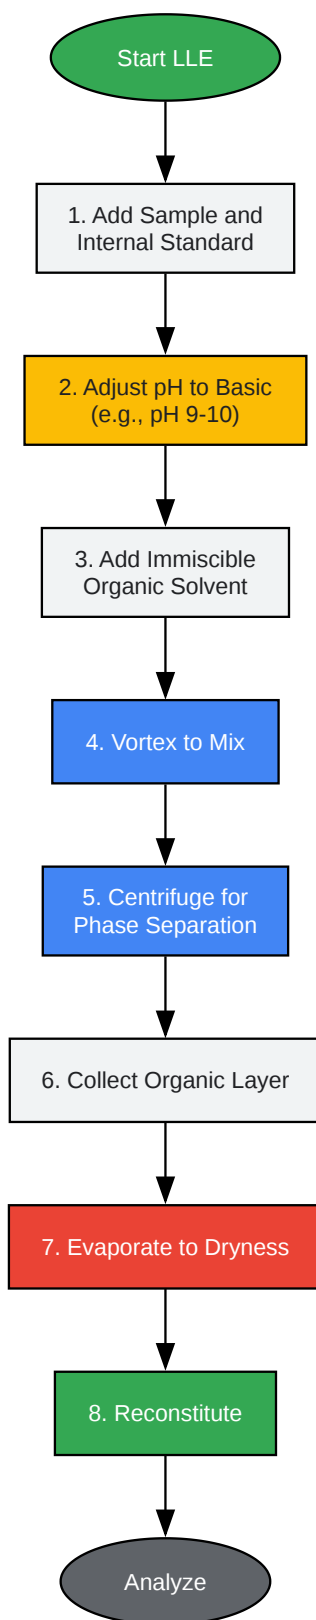 Start LLE
1. Add Sample and
Internal Standard
2. Adjust pH to Basic
(e.g., pH 9-10)
3. Add Immiscible
Organic Solvent
4. Vortex to Mix
5. Centrifuge for
Phase Separation
6. Collect Organic Layer
7. Evaporate to Dryness
8. Reconstitute
Analyze